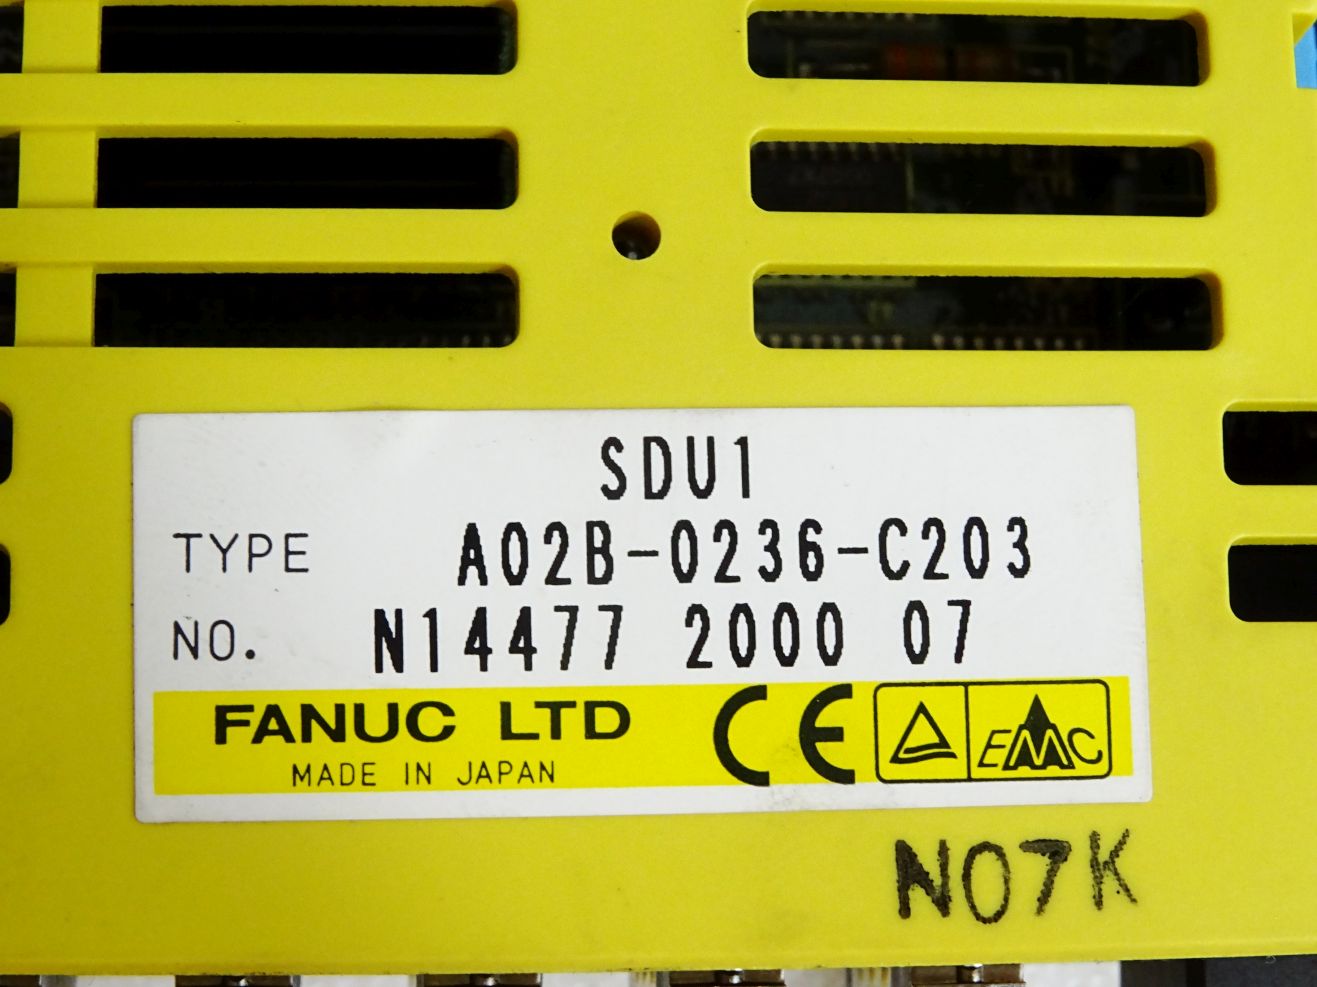 SDU1
TYPE A02B-0236-C203
NO. N14477 2000 07
FANUC LTD CE EMC
MADE IN JAPAN
N07K